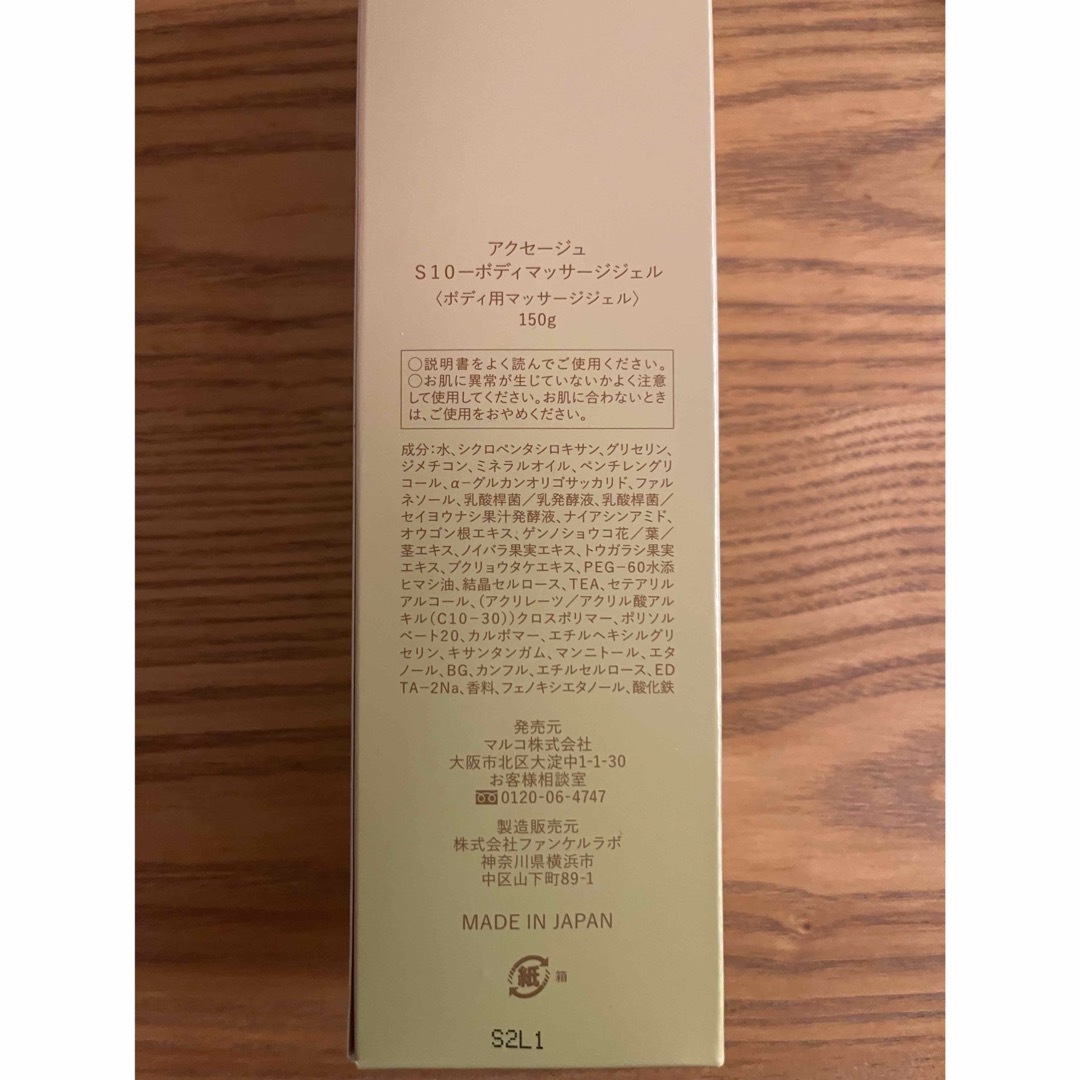 アクセージュ
S10ーボディマッサージジェル
〈ボディ用マッサージジェル〉
150g
○説明書をよく読んでご使用ください。
○お肌に異常が生じていないかよく注意
して使用してください。お肌に合わないとき
は、ご使用をおやめください。
成分:水、シクロペンタシロキサン、グリセリン、
ジメチコン、ミネラルオイル、ペンチレングリ
コール、α-グルカンオリゴサッカリド、ファル
ネソール、乳酸桿菌/乳発酵液、乳酸桿菌/
セイヨウナシ果汁発酵液、ナイアシンアミド、
オウゴン根エキス、ゲンノショウコ花/葉/
茎エキス、ノイバラ果実エキス、トウガラシ果実
エキス、ブクリョウタケエキス、PEG-60水添
ヒマシ油、結晶セルロース、TEA、セテアリル
アルコール、(アクリレーツ/アクリル酸アル
キル(C10-30))クロスポリマー、ポリソル
ベート20、カルボマー、エチルヘキシルグリ
セリン、キサンタンガム、マンニトール、エタ
ノール、BG、カンフル、エチルセルロース、ED
TA-2Na、香料、フェノキシエタノール、酸化鉄
発売元
マルコ株式会社
大阪市北区大淀中1-1-30
お客様相談室
0120-06-4747
製造販売元
株式会社ファンケルラボ
神奈川県横浜市
中区山下町89-1
MADE IN JAPAN
紙 箱
S2L1